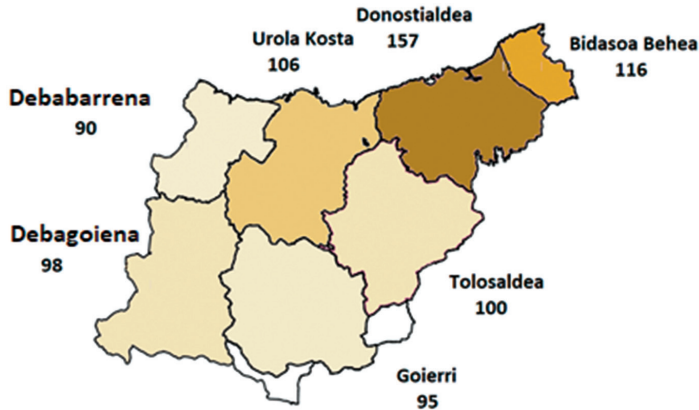 Donostialdea
157
Urola Kosta
106
Bidasoa Behea
116
Debabarrena
90
Debagoiena
98
Tolosaldea
100
Goierri
95